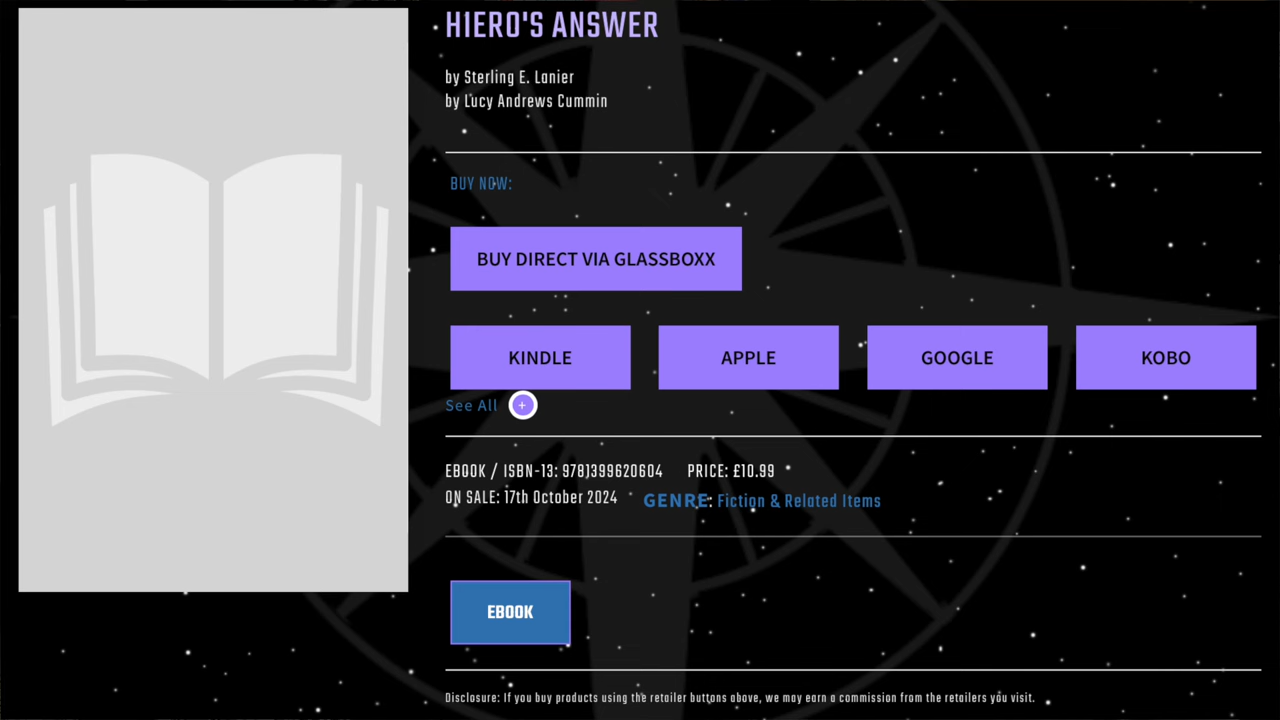 HIERO'S ANSWER
by Sterling E. Lanier
by Lucy Andrews Cummin
BUY NOW:
BUY DIRECT VIA GLASSBOXX
KINDLE APPLE GOOGLE KOBO
See All +
EBOOK / ISBN-13: 9781399620604 PRICE: £10.99
ON SALE: 17th October 2024 GENRE: Fiction & Related Items
EBOOK
Disclosure: If you buy products using the retailer buttons above, we may earn a commission from the retailers you visit.